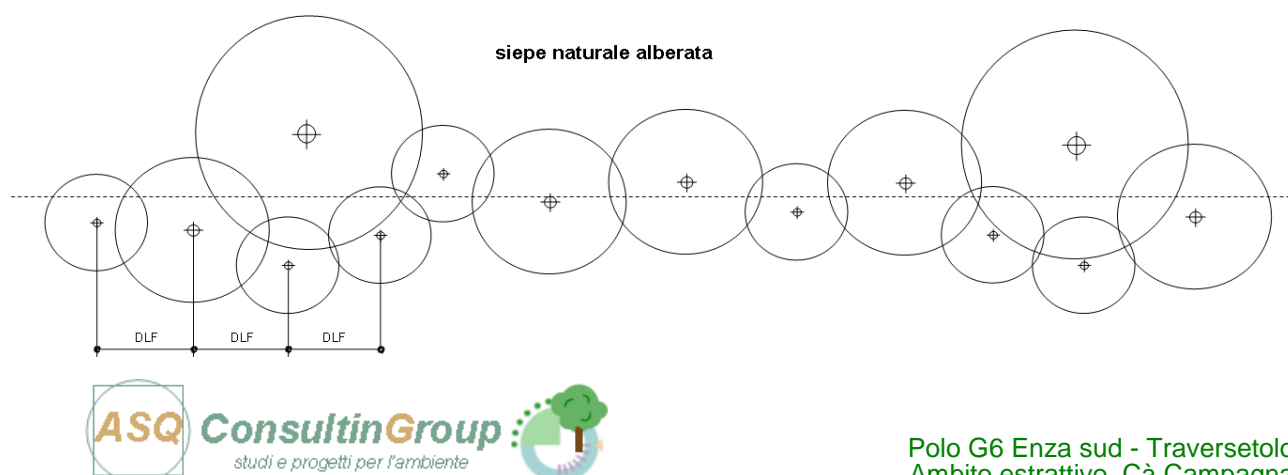 siepe naturale alberata
DLF DLF DLF
ASQ ConsultinGroup
studi e progetti per l'ambiente
Polo G6 Enza sud - Traversetolo
Ambito estrattivo Cà Campagne